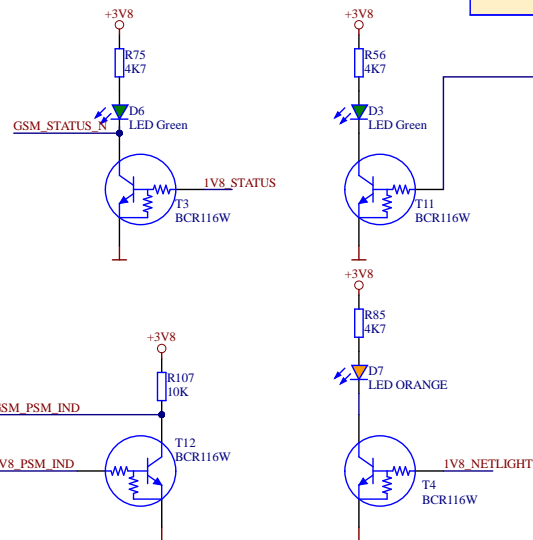 +3V8
R75
4K7
D6
LED Green
GSM_STATUS_N
1V8_STATUS
T3
BCR116W
+3V8
R56
4K7
D3
LED Green
T11
BCR116W
+3V8
R107
10K
SM_PSM_IND
T12
BCR116W
V8_PSM_IND
+3V8
R85
4K7
D7
LED ORANGE
1V8_NETLIGHT
T4
BCR116W